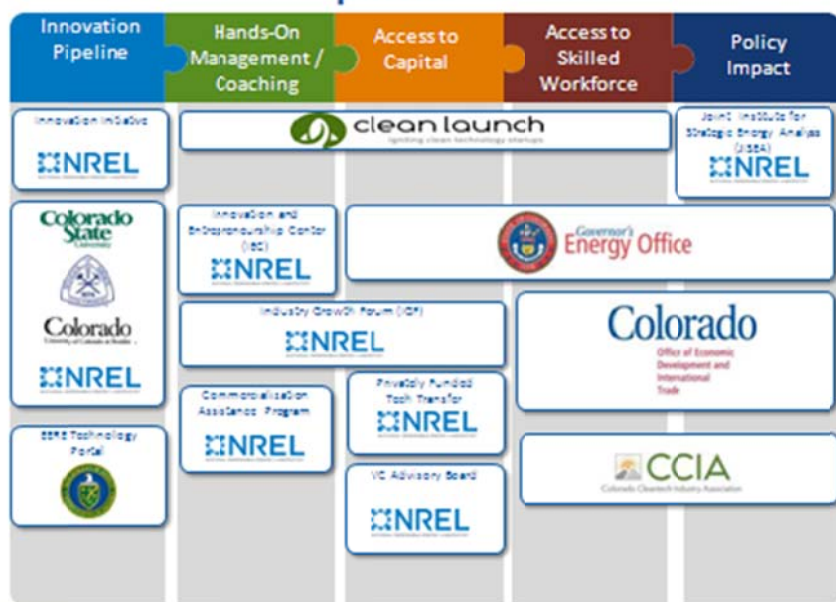 Innovation
Pipeline
Hands-On
Management /
Coaching
Access to
Capital
Access to
Skilled
Workforce
Policy
Impact
Innovation Initiative
NREL
clean launch
igniting clean technology startups
Joint Institute for
Strategic Energy Analysis
(JISEA)
NREL
Colorado
State
University
Colorado
University of Colorado at Boulder
NREL
Innovation and
Entrepreneurship Center
(IEC)
NREL
Governor's
Energy Office
Industry Growth Forum (IGF)
NREL
Colorado
Office of Economic
Development and
International
Trade
Commercialization
Assistance Program
NREL
Privately Funded
Tech Transfer
NREL
EERE Technology
Portal
VC Advisory Board
NREL
CCIA
Colorado Cleantech Industry Association